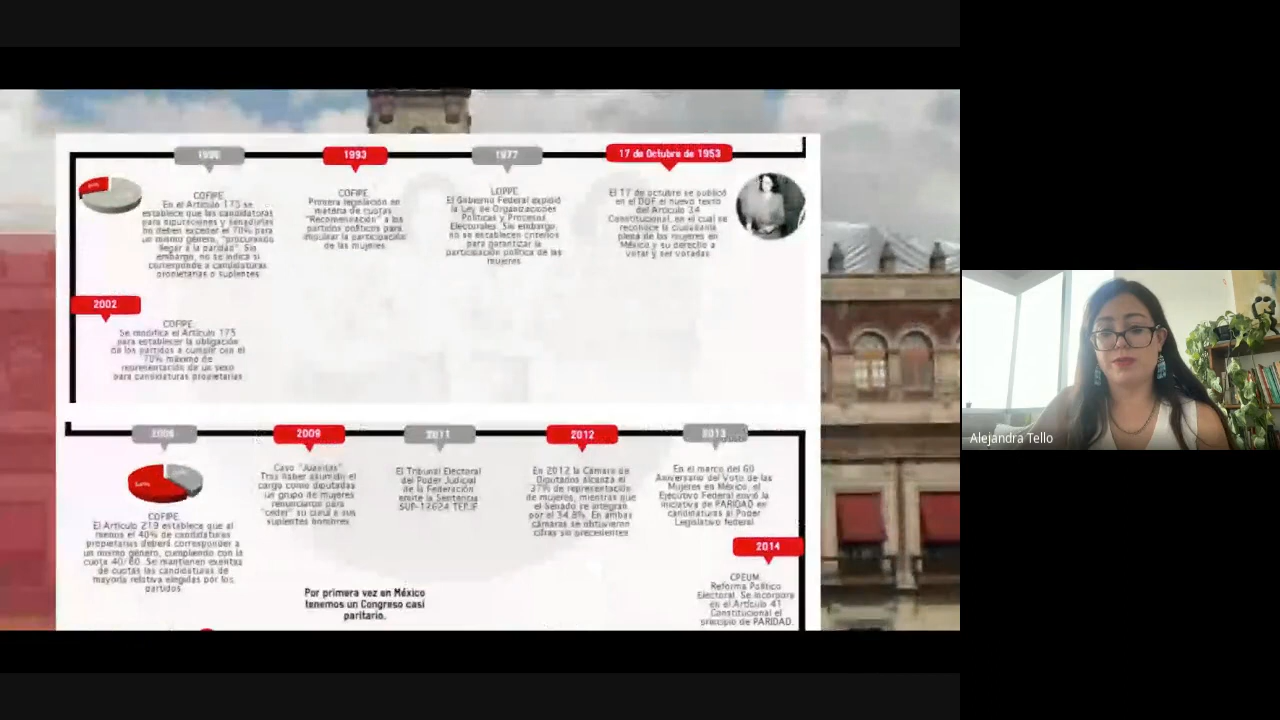 1993
1977
17 de Octubre de 1953
COFIPE.
En el Artículo 175 se
establece que las candidaturas
para diputaciones y senadurías
no deben exceder el 70% para
un mismo género, "procurando
llegar a la paridad". Sin
embargo, no se indica si
corresponde a candidaturas
propietarias o suplentes
COFIPE.
Primera legislación en
materia de cuotas
"Recomendación" a los
partidos políticos para
impulsar la participación
de las mujeres
LOPPE.
El Gobierno Federal expidió
la Ley de Organizaciones
Políticas y Procesos
Electorales. Sin embargo,
no se establecen criterios
para garantizar la
participación política de las
mujeres
El 17 de octubre se publicó
en el DOF el nuevo texto
del Artículo 34
Constitucional, en el cual se
reconoce la ciudadanía
plena de las mujeres en
México y su derecho a
votar y ser votadas
2002
COFIPE.
Se modifica el Artículo 175
para establecer la obligación
de los partidos a cumplir con el
70% máximo de
representación de un sexo
para candidaturas propietarias
2009
2011
2012
2013
COFIPE.
El Artículo 219 establece que al
menos el 40% de candidaturas
propietarias deberá corresponder a
un mismo género, cumpliendo con la
cuota 40/60. Se mantienen exentas
de cuotas las candidaturas de
mayoría relativa elegidas por los
partidos
Caso "Juanitas"
Tras haber asumido el
cargo como diputadas
un grupo de mujeres
renunciaron para
"ceder" su curul a sus
suplentes hombres
El Tribunal Electoral
del Poder Judicial
de la Federación
emite la Sentencia
SUP-12624 TEPJF
En 2012 la Cámara de
Diputados alcanza el
37% de representación
de mujeres, mientras que
el Senado se integran
por el 34.8%. En ambas
cámaras se obtuvieron
cifras sin precedentes
En el marco del 60
Aniversario del Voto de las
Mujeres en México, el
Ejecutivo Federal envió la
iniciativa de PARIDAD en
candidaturas al Poder
Legislativo federal
2014
CPEUM.
Reforma Político
Electoral. Se incorpora
en el Artículo 41
Constitucional el
principio de PARIDAD.
Por primera vez en México
tenemos un Congreso casi
paritario.
Alejandra Tello